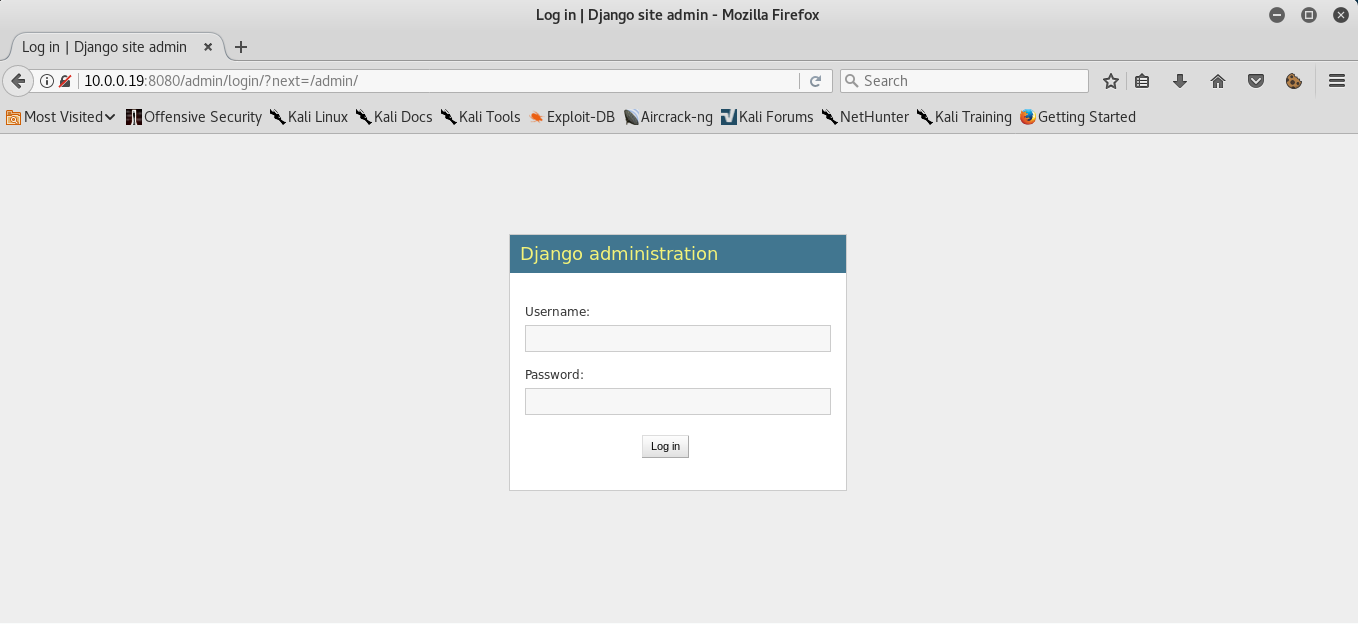 Log in | Django site admin - Mozilla Firefox
Log in | Django site admin
10.0.0.19:8080/admin/login/?next=/admin/ Search
Most Visited Offensive Security Kali Linux Kali Docs Kali Tools Exploit-DB Aircrack-ng Kali Forums NetHunter Kali Training Getting Started
Django administration
Username:
Password:
Log in